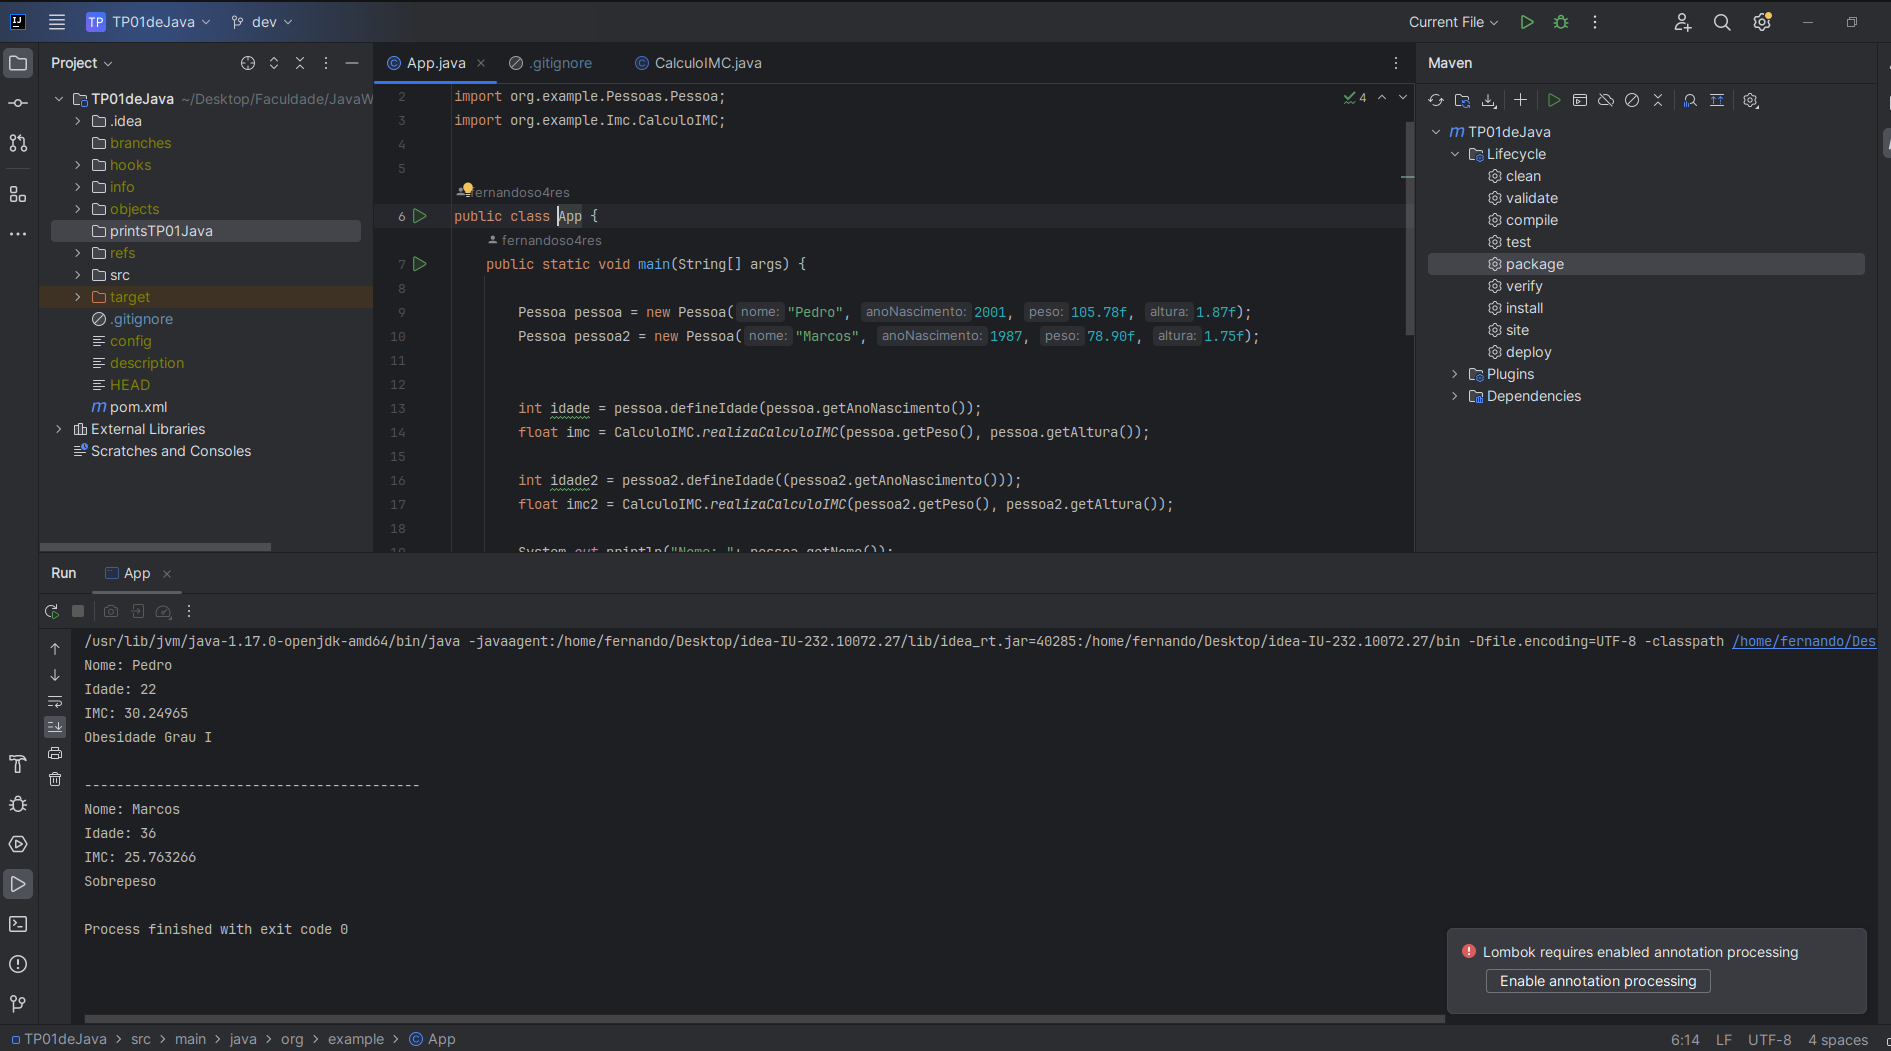 TP TP01deJava dev Current File
Project
TP01deJava ~/Desktop/Faculdade/JavaW
.idea
branches
hooks
info
objects
printsTP01Java
refs
src
target
.gitignore
config
description
HEAD
pom.xml
External Libraries
Scratches and Consoles
App.java .gitignore CalculoIMC.java
4
2 import org.example.Pessoas.Pessoa;
3 import org.example.Imc.CalculoIMC;
4
5
fernandoso4res
6 public class App {
fernandoso4res
7 public static void main(String[] args) {
8
9 Pessoa pessoa = new Pessoa( nome: "Pedro", anoNascimento: 2001, peso: 105.78f, altura: 1.87f);
10 Pessoa pessoa2 = new Pessoa( nome: "Marcos", anoNascimento: 1987, peso: 78.90f, altura: 1.75f);
11
12
13 int idade = pessoa.defineIdade(pessoa.getAnoNascimento());
14 float imc = CalculoIMC.realizaCalculoIMC(pessoa.getPeso(), pessoa.getAltura());
15
16 int idade2 = pessoa2.defineIdade((pessoa2.getAnoNascimento()));
17 float imc2 = CalculoIMC.realizaCalculoIMC(pessoa2.getPeso(), pessoa2.getAltura());
18
Maven
m TP01deJava
Lifecycle
clean
validate
compile
test
package
verify
install
site
deploy
Plugins
Dependencies
Run App
/usr/lib/jvm/java-1.17.0-openjdk-amd64/bin/java -javaagent:/home/fernando/Desktop/idea-IU-232.10072.27/lib/idea_rt.jar=40285:/home/fernando/Desktop/idea-IU-232.10072.27/bin -Dfile.encoding=UTF-8 -classpath /home/fernando/Des
Nome: Pedro
Idade: 22
IMC: 30.24965
Obesidade Grau I
------------------------------------------
Nome: Marcos
Idade: 36
IMC: 25.763266
Sobrepeso
Process finished with exit code 0
Lombok requires enabled annotation processing
Enable annotation processing
TP01deJava > src > main > java > org > example > App
6:14 LF UTF-8 4 spaces